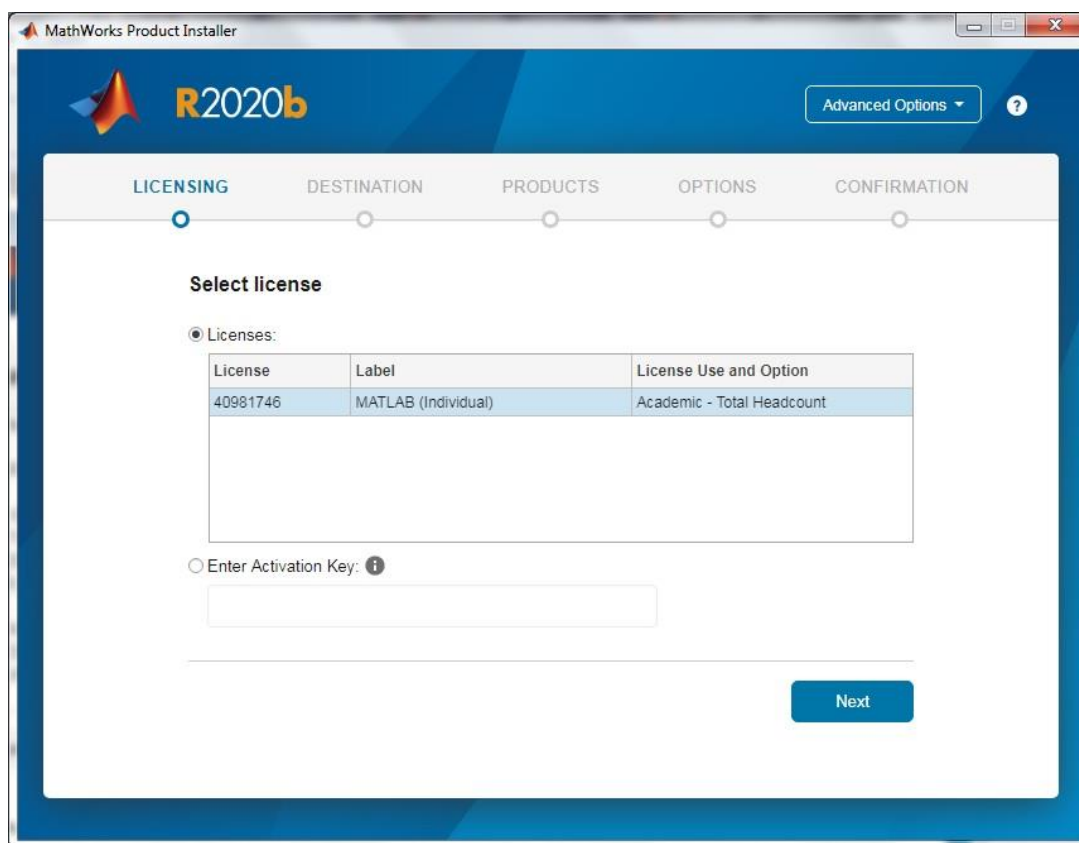 MathWorks Product Installer
R2020b
Advanced Options
?
LICENSING DESTINATION PRODUCTS OPTIONS CONFIRMATION
Select license
Licenses:
License Label License Use and Option
40981746 MATLAB (Individual) Academic - Total Headcount
Enter Activation Key: i
Next